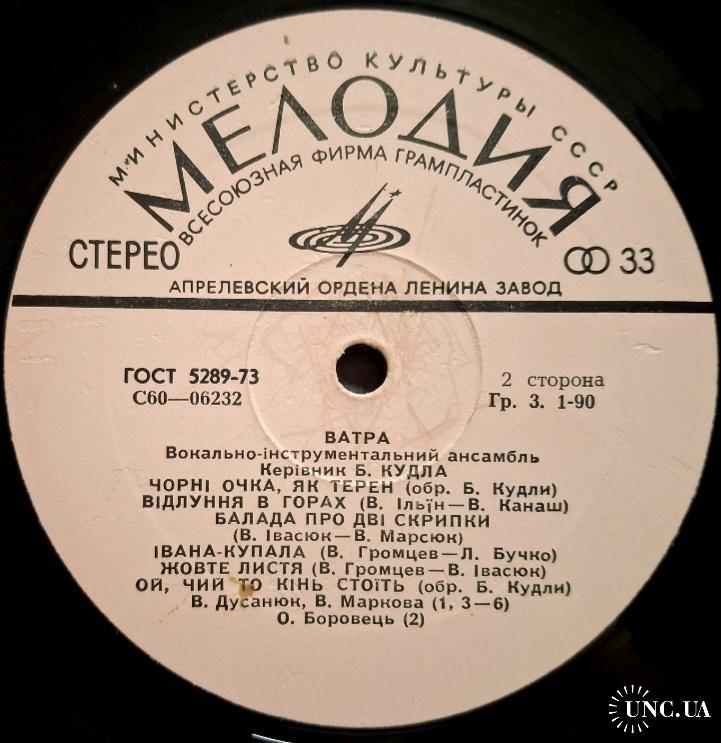 МИНИСТЕРСТВО КУЛЬТУРЫ СССР
МЕЛОДИЯ
ВСЕСОЮЗНАЯ ФИРМА ГРАМПЛАСТИНОК
СТЕРЕО
33
АПРЕЛЕВСКИЙ ОРДЕНА ЛЕНИНА ЗАВОД
ГОСТ 5289-73
2 сторона
С60—06232
Гр. 3. 1-90
ВАТРА
Вокально-інструментальний ансамбль
Керівник Б. КУДЛА
ЧОРНІ ОЧКА, ЯК ТЕРЕН (обр. Б. Кудли)
ВІДЛУННЯ В ГОРАХ (В. Ільїн—В. Канаш)
БАЛАДА ПРО ДВІ СКРИПКИ
(В. Івасюк—В. Марсюк)
ІВАНА-КУПАЛА (В. Громцев—Л. Бучко)
ЖОВТЕ ЛИСТЯ (В. Громцев—В. Івасюк)
ОЙ, ЧИЙ ТО КІНЬ СТОЇТЬ (обр. Б. Кудли)
В. Дусанюк, В. Маркова (1, 3—6)
О. Боровець (2)
UNC.UA